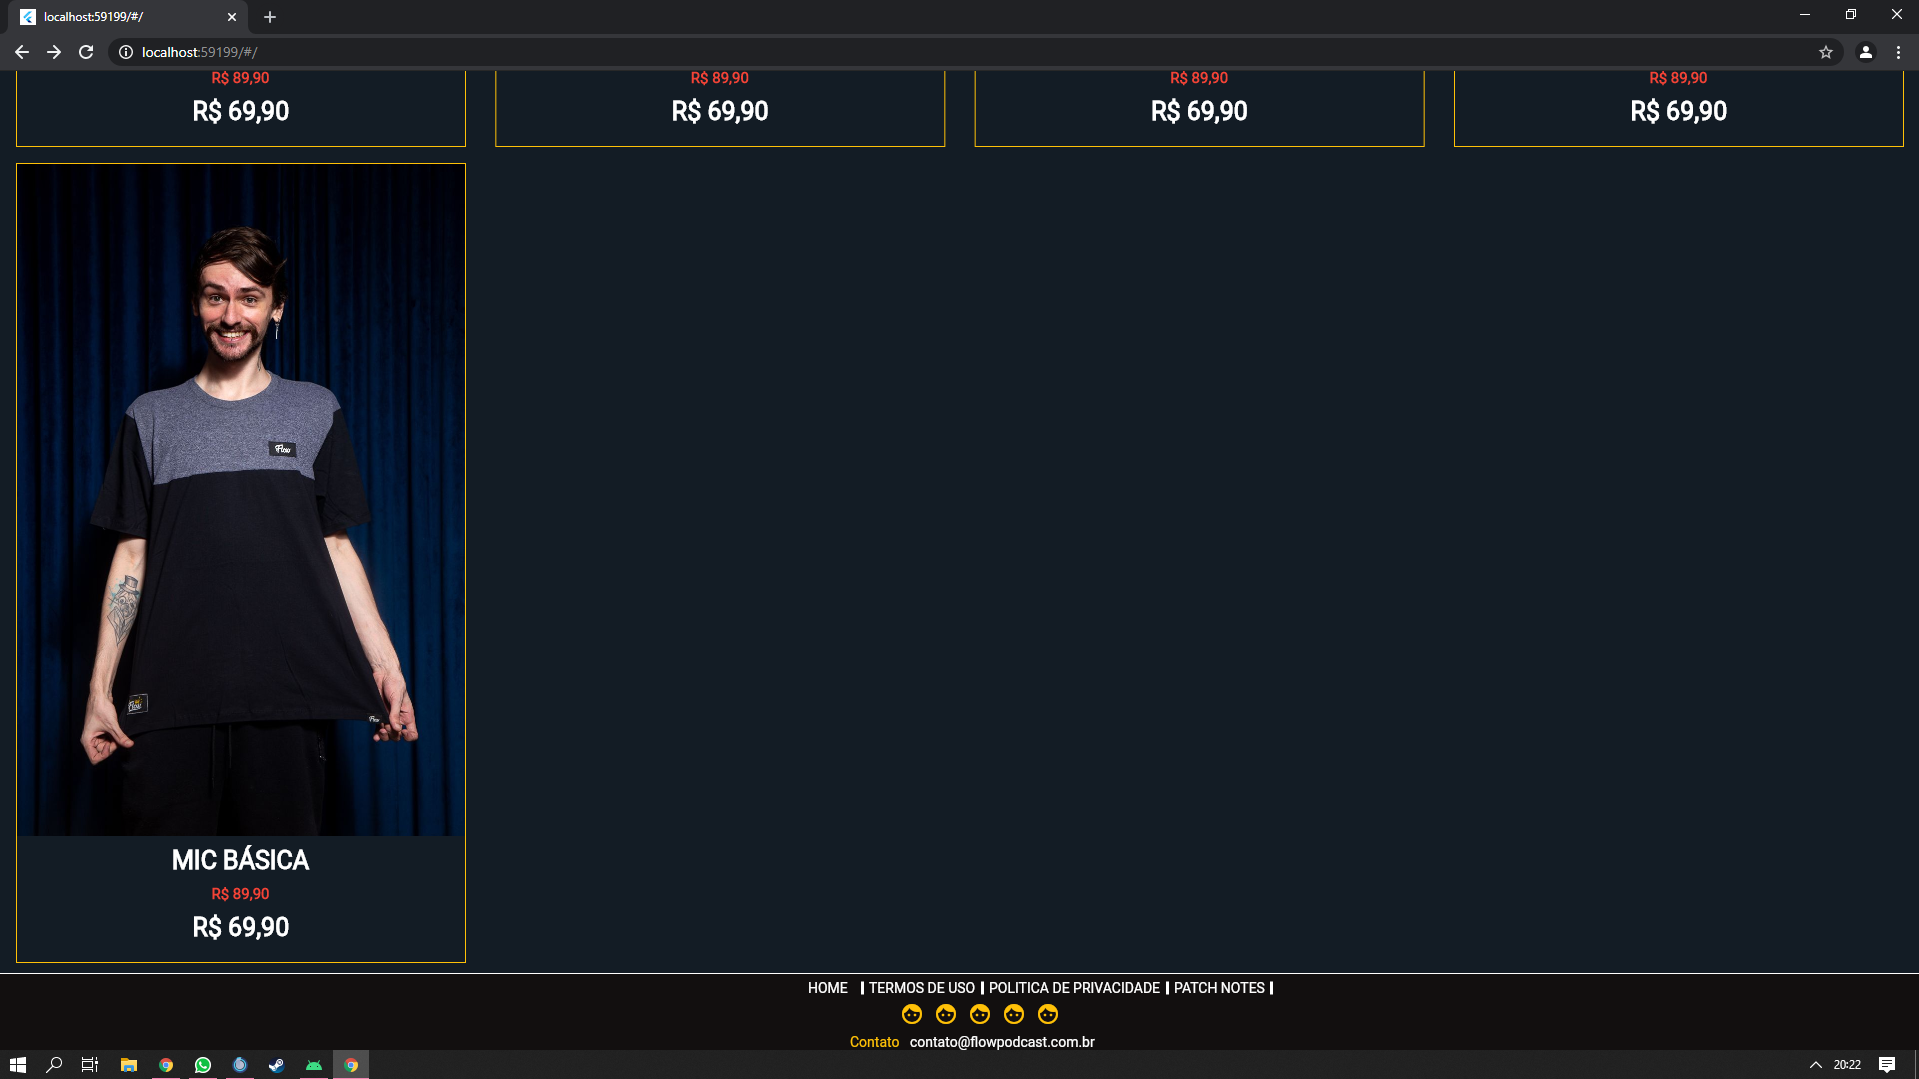 localhost:59199/#/
localhost:59199/#/
R$ 89,90 R$ 89,90 R$ 89,90 R$ 89,90
R$ 69,90 R$ 69,90 R$ 69,90 R$ 69,90
Flow
Flow
Flow
MIC BÁSICA
R$ 89,90
R$ 69,90
HOME | TERMOS DE USO | POLITICA DE PRIVACIDADE | PATCH NOTES |
Contato contato@flowpodcast.com.br
20:22